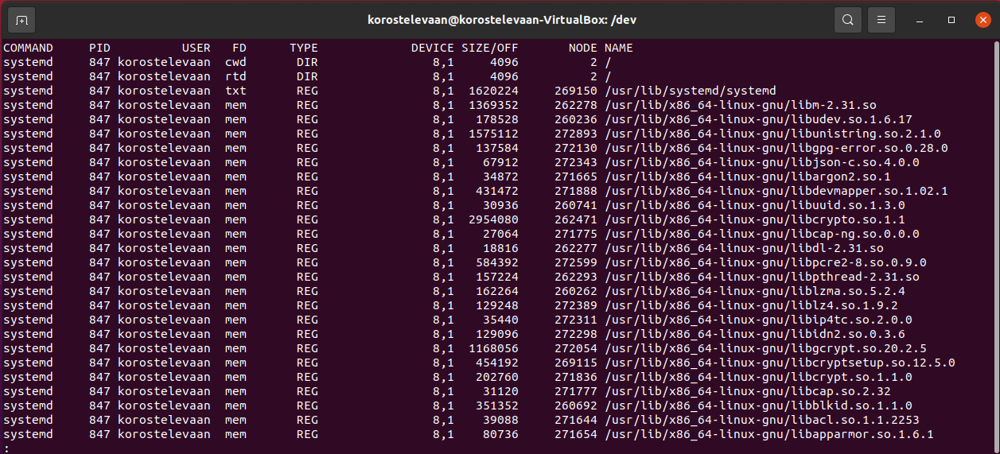 korostelevaan@korostelevaan-VirtualBox: /dev
COMMAND PID USER FD TYPE DEVICE SIZE/OFF NODE NAME
systemd 847 korostelevaan cwd DIR 8,1 4096 2 /
systemd 847 korostelevaan rtd DIR 8,1 4096 2 /
systemd 847 korostelevaan txt REG 8,1 1620224 269150 /usr/lib/systemd/systemd
systemd 847 korostelevaan mem REG 8,1 1369352 262278 /usr/lib/x86_64-linux-gnu/libm-2.31.so
systemd 847 korostelevaan mem REG 8,1 178528 260236 /usr/lib/x86_64-linux-gnu/libudev.so.1.6.17
systemd 847 korostelevaan mem REG 8,1 1575112 272893 /usr/lib/x86_64-linux-gnu/libunistring.so.2.1.0
systemd 847 korostelevaan mem REG 8,1 137584 272130 /usr/lib/x86_64-linux-gnu/libgpg-error.so.0.28.0
systemd 847 korostelevaan mem REG 8,1 67912 272343 /usr/lib/x86_64-linux-gnu/libjson-c.so.4.0.0
systemd 847 korostelevaan mem REG 8,1 34872 271665 /usr/lib/x86_64-linux-gnu/libargon2.so.1
systemd 847 korostelevaan mem REG 8,1 431472 271888 /usr/lib/x86_64-linux-gnu/libdevmapper.so.1.02.1
systemd 847 korostelevaan mem REG 8,1 30936 260741 /usr/lib/x86_64-linux-gnu/libuuid.so.1.3.0
systemd 847 korostelevaan mem REG 8,1 2954080 262471 /usr/lib/x86_64-linux-gnu/libcrypto.so.1.1
systemd 847 korostelevaan mem REG 8,1 27064 271775 /usr/lib/x86_64-linux-gnu/libcap-ng.so.0.0.0
systemd 847 korostelevaan mem REG 8,1 18816 262277 /usr/lib/x86_64-linux-gnu/libdl-2.31.so
systemd 847 korostelevaan mem REG 8,1 584392 272599 /usr/lib/x86_64-linux-gnu/libpcre2-8.so.0.9.0
systemd 847 korostelevaan mem REG 8,1 157224 262293 /usr/lib/x86_64-linux-gnu/libpthread-2.31.so
systemd 847 korostelevaan mem REG 8,1 162264 260262 /usr/lib/x86_64-linux-gnu/liblzma.so.5.2.4
systemd 847 korostelevaan mem REG 8,1 129248 272389 /usr/lib/x86_64-linux-gnu/liblz4.so.1.9.2
systemd 847 korostelevaan mem REG 8,1 35440 272311 /usr/lib/x86_64-linux-gnu/libip4tc.so.2.0.0
systemd 847 korostelevaan mem REG 8,1 129096 272298 /usr/lib/x86_64-linux-gnu/libidn2.so.0.3.6
systemd 847 korostelevaan mem REG 8,1 1168056 272054 /usr/lib/x86_64-linux-gnu/libgcrypt.so.20.2.5
systemd 847 korostelevaan mem REG 8,1 454192 269115 /usr/lib/x86_64-linux-gnu/libcryptsetup.so.12.5.0
systemd 847 korostelevaan mem REG 8,1 202760 271836 /usr/lib/x86_64-linux-gnu/libcrypt.so.1.1.0
systemd 847 korostelevaan mem REG 8,1 31120 271777 /usr/lib/x86_64-linux-gnu/libcap.so.2.32
systemd 847 korostelevaan mem REG 8,1 351352 260692 /usr/lib/x86_64-linux-gnu/libblkid.so.1.1.0
systemd 847 korostelevaan mem REG 8,1 39088 271644 /usr/lib/x86_64-linux-gnu/libacl.so.1.1.2253
systemd 847 korostelevaan mem REG 8,1 80736 271654 /usr/lib/x86_64-linux-gnu/libapparmor.so.1.6.1
: